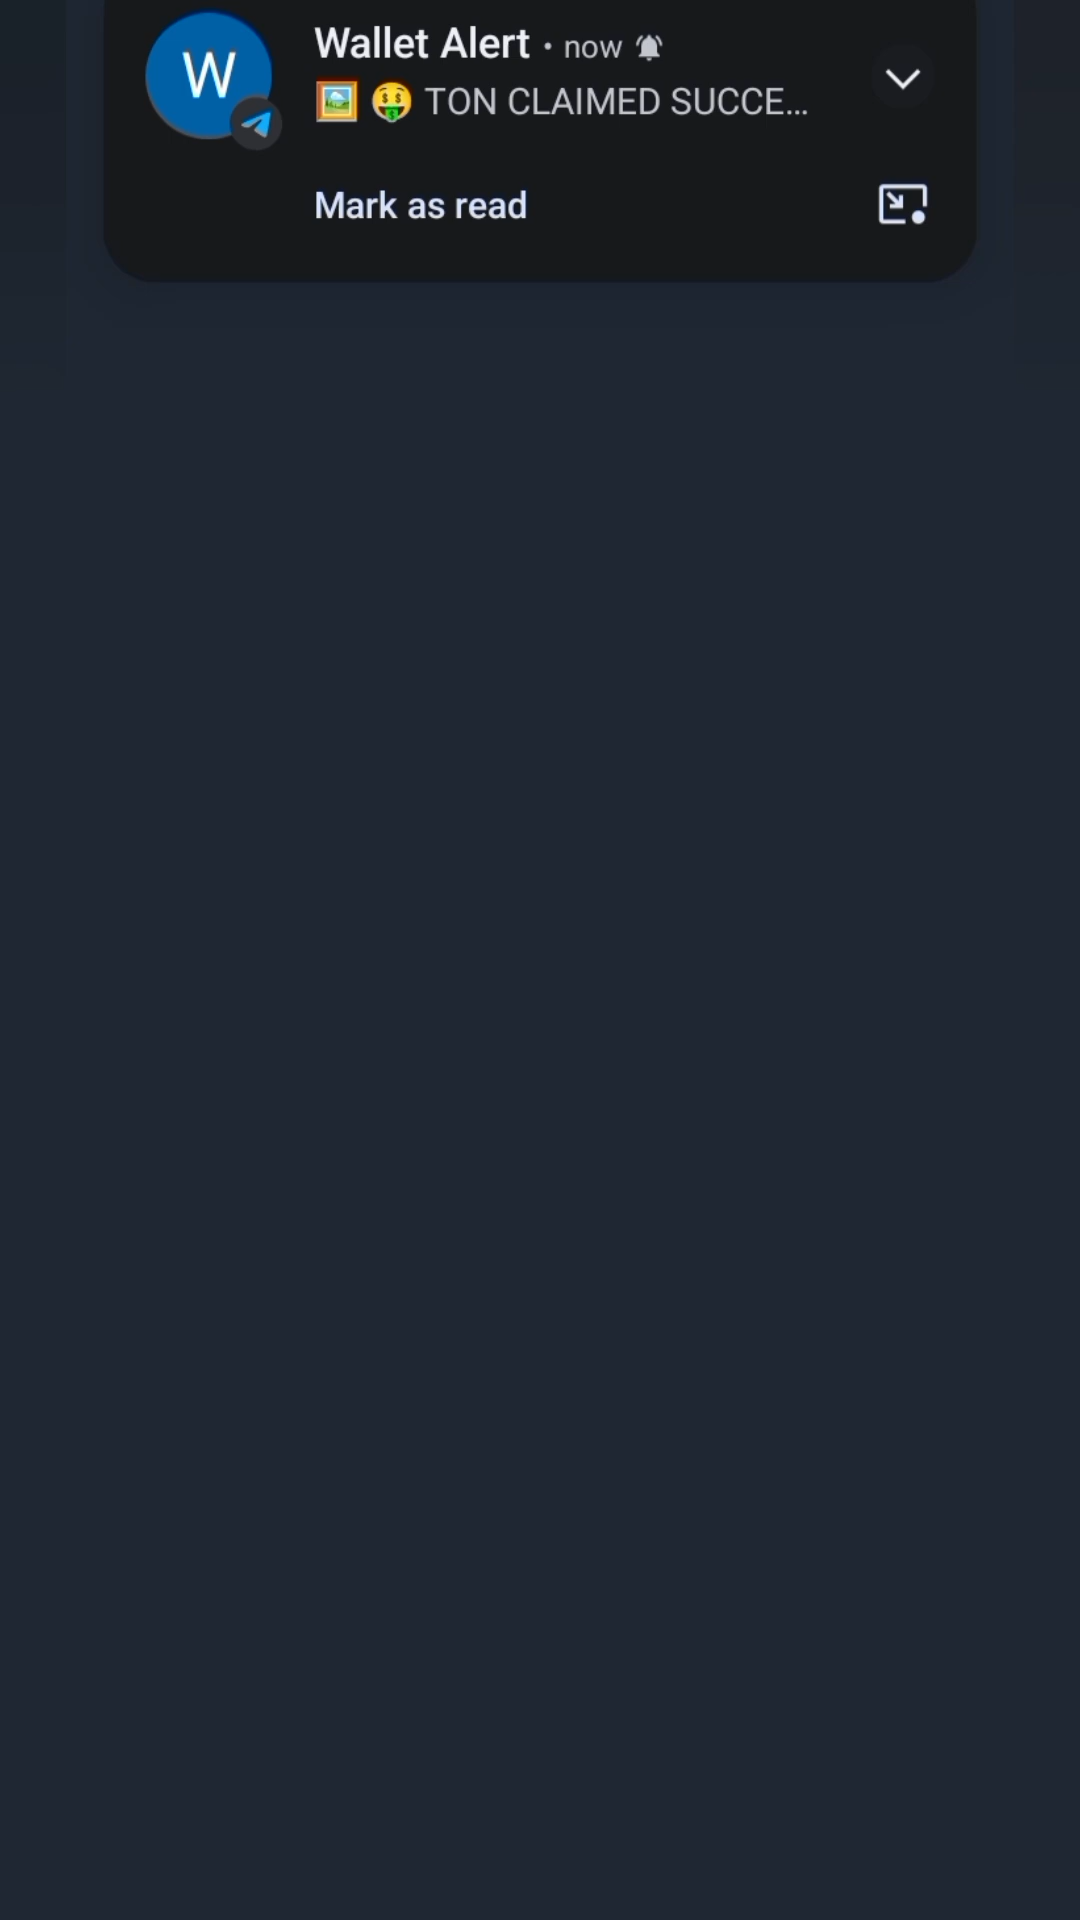 W
Wallet Alert • now
🖼️ 🤑 TON CLAIMED SUCCE...
Mark as read